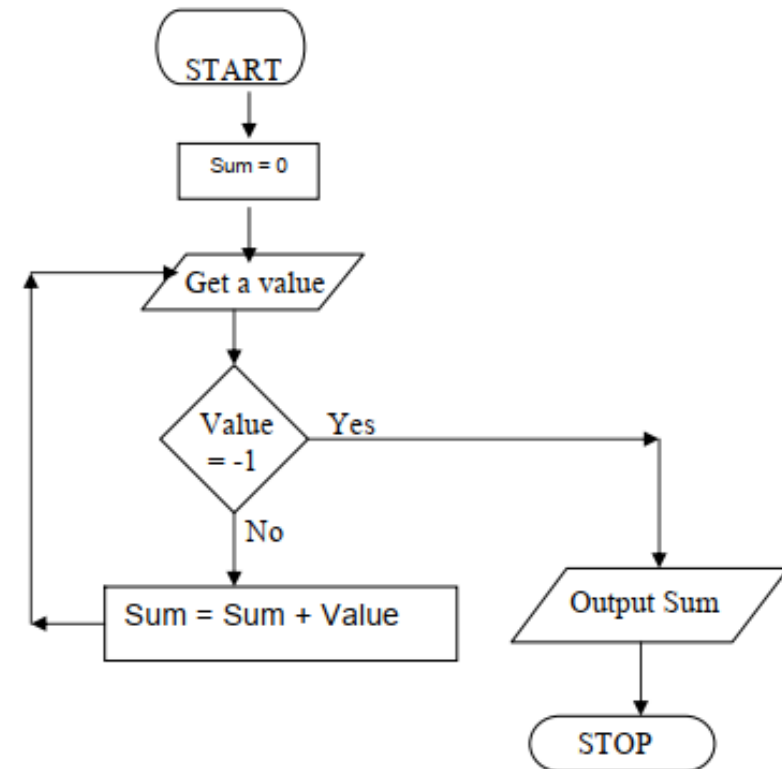 START
Sum = 0
Get a value
Value
= -1
Yes
No
Sum = Sum + Value
Output Sum
STOP